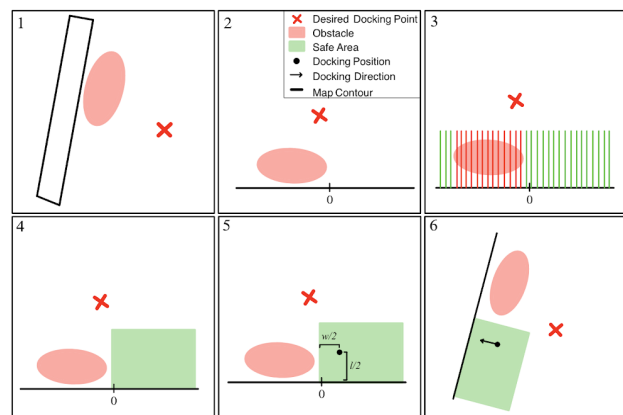 1
2
Desired Docking Point
Obstacle
Safe Area
Docking Position
Docking Direction
Map Contour
0
3
0
4
0
5
w/2
l/2
0
6